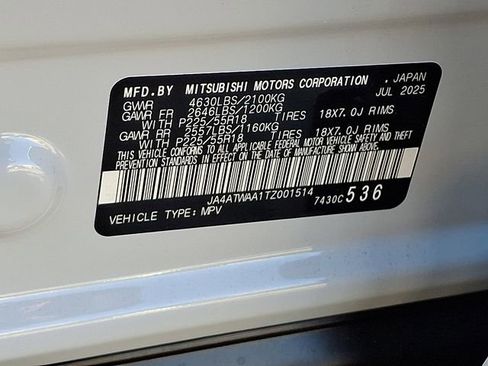 MFD.BY MITSUBISHI MOTORS CORPORATION , JAPAN
GVWR 4630LBS/2100KG JUL 2025
GAWR FR 2646LBS/1200KG
WITH P225/55R18 18X7.0J RIMS
GAWR RR 2557LBS/1160KG
WITH P225/55R18 18X7.0J RIMS
THIS VEHICLE CONFORMS TO ALL APPLICABLE FEDERAL MOTOR VEHICLE SAFETY AND THEFT
PREVENTION STANDARDS IN EFFECT ON THE DATE OF MANUFACTURE SHOWN ABOVE.
JA4ATWAA1TZ001514 7430C 536
VEHICLE TYPE: MPV